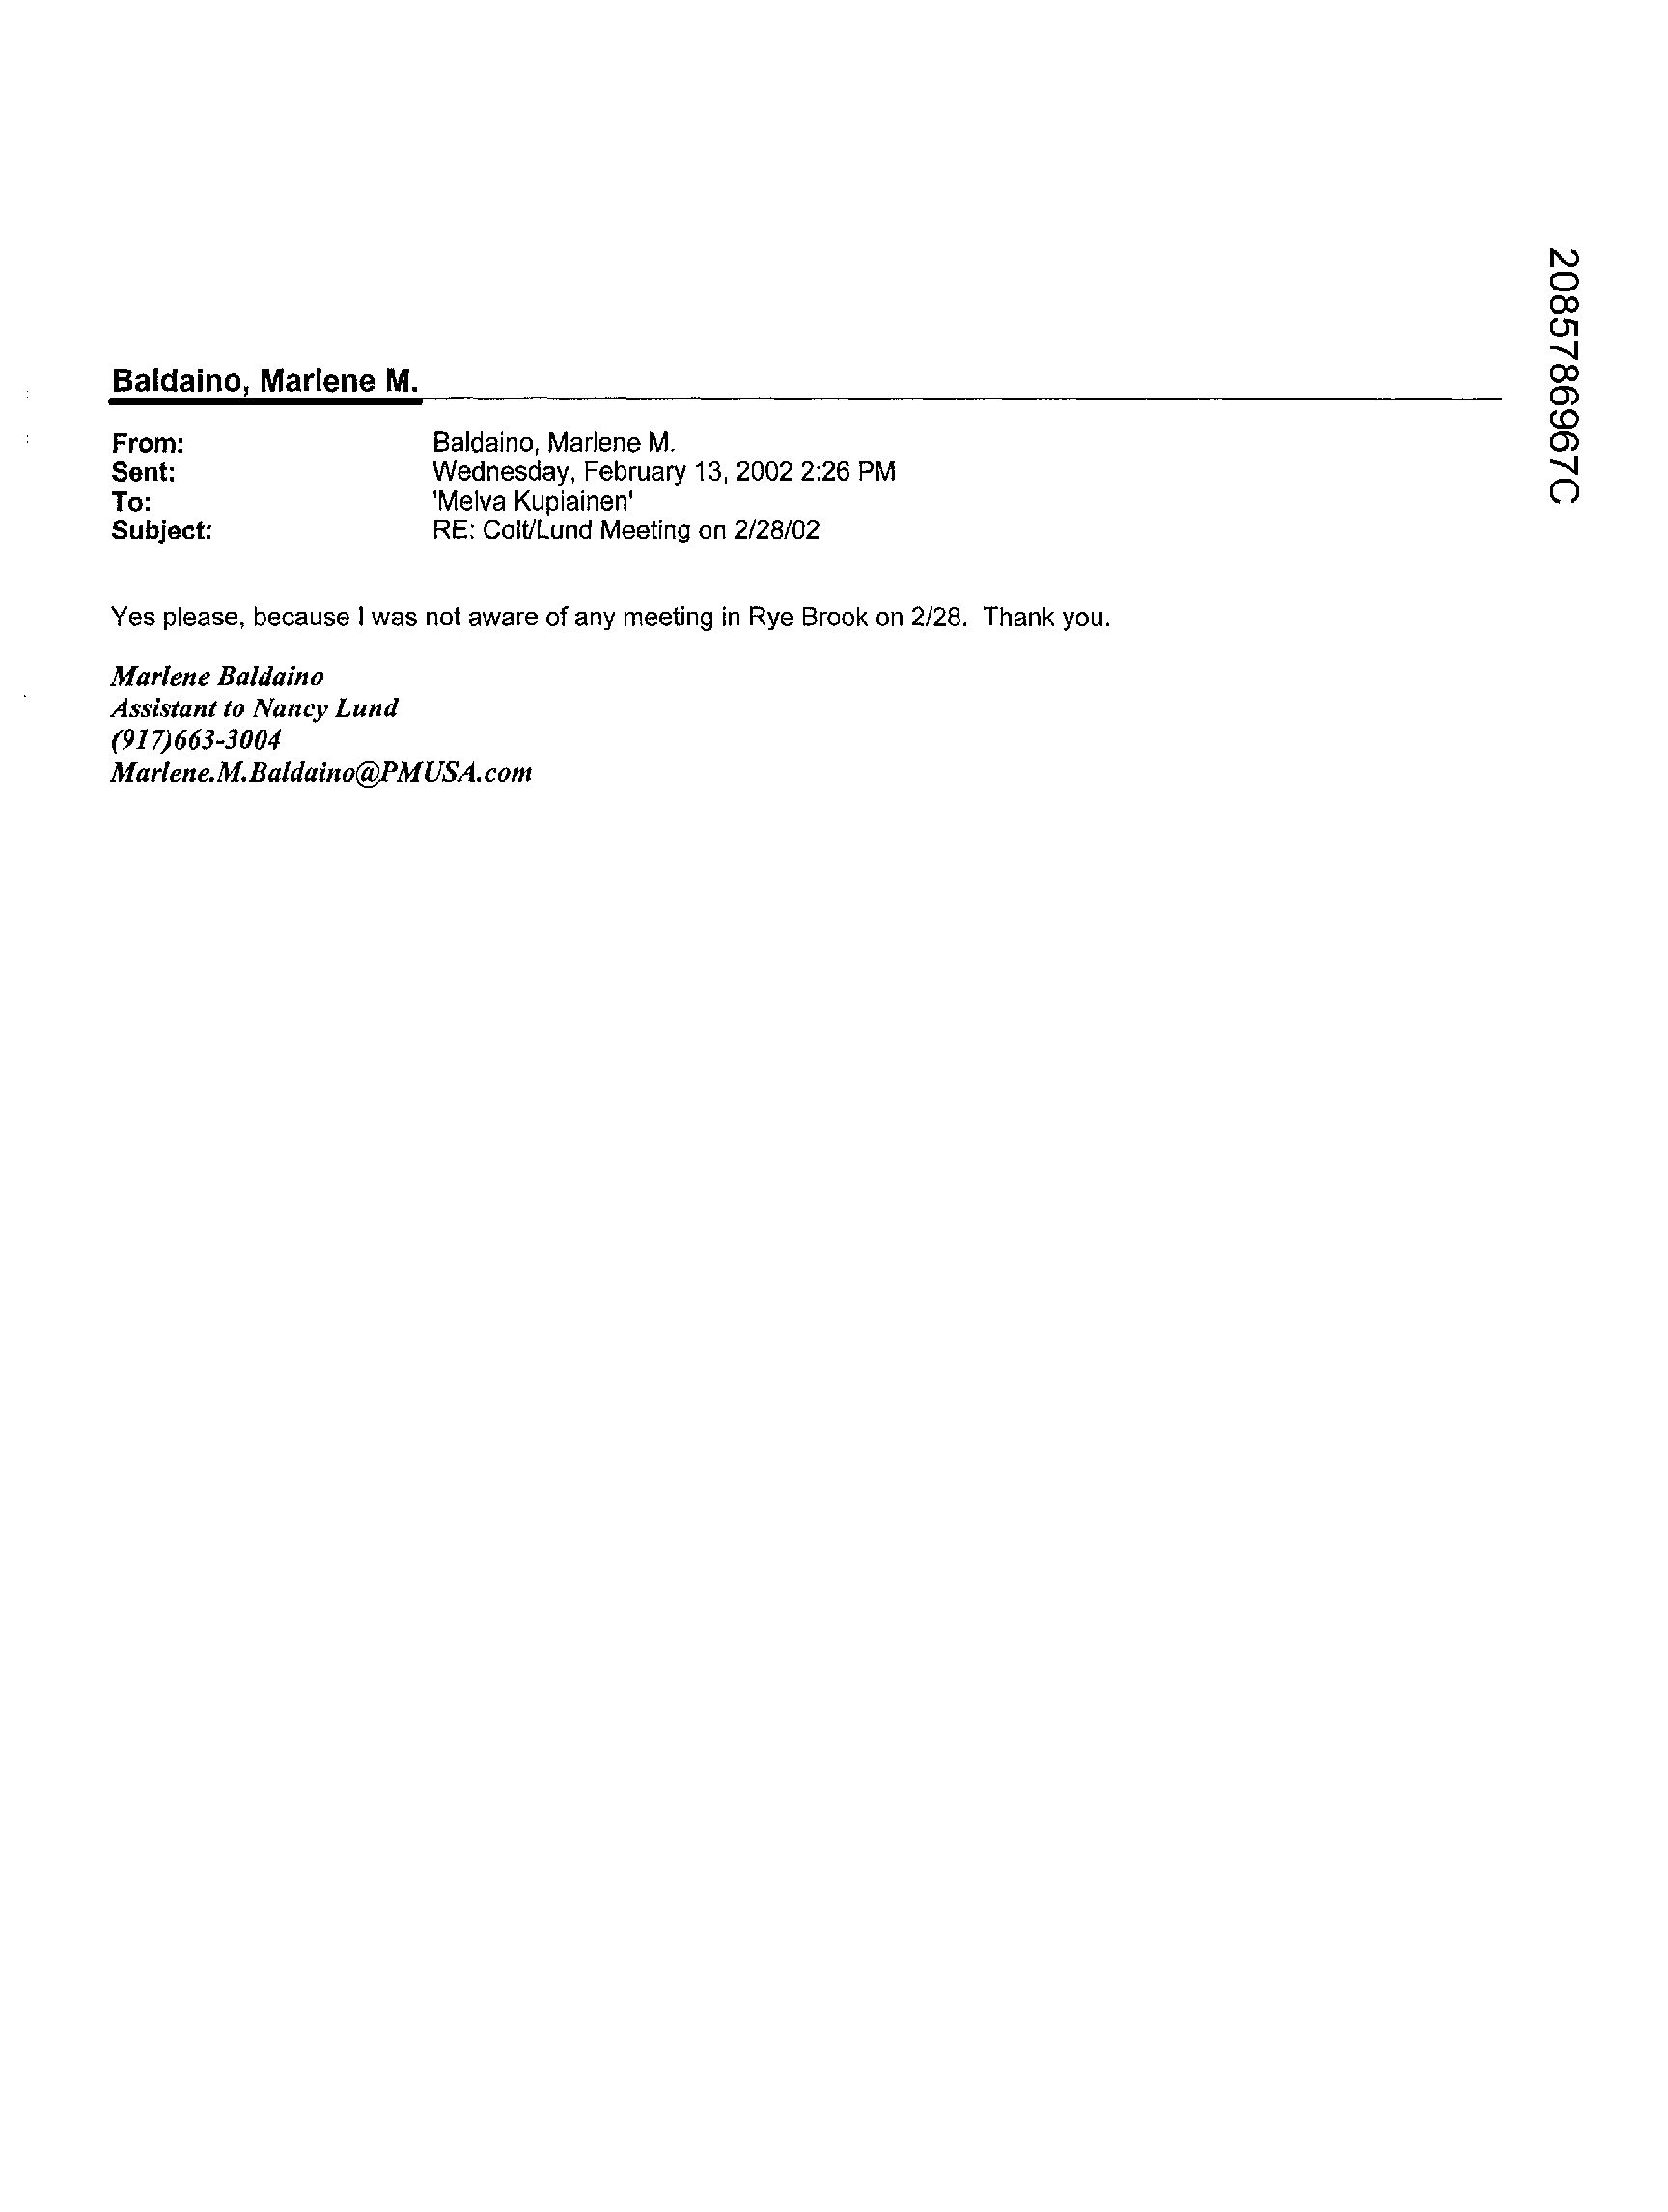 2085786967C
Baldaino, Marlene M.
From: Baldaino, Marlene M.
Sent: Wednesday, February 13, 2002 2:26 PM
To: 'Melva Kupiainen'
Subject: RE: Colt/Lund Meeting on 2/28/02
Yes please, because I was not aware of any meeting in Rye Brook on 2/28. Thank you.
Marlene Baldaino
Assistant to Nancy Lund
(917)663-3004
Marlene.M.Baldaino@PMUSA.com